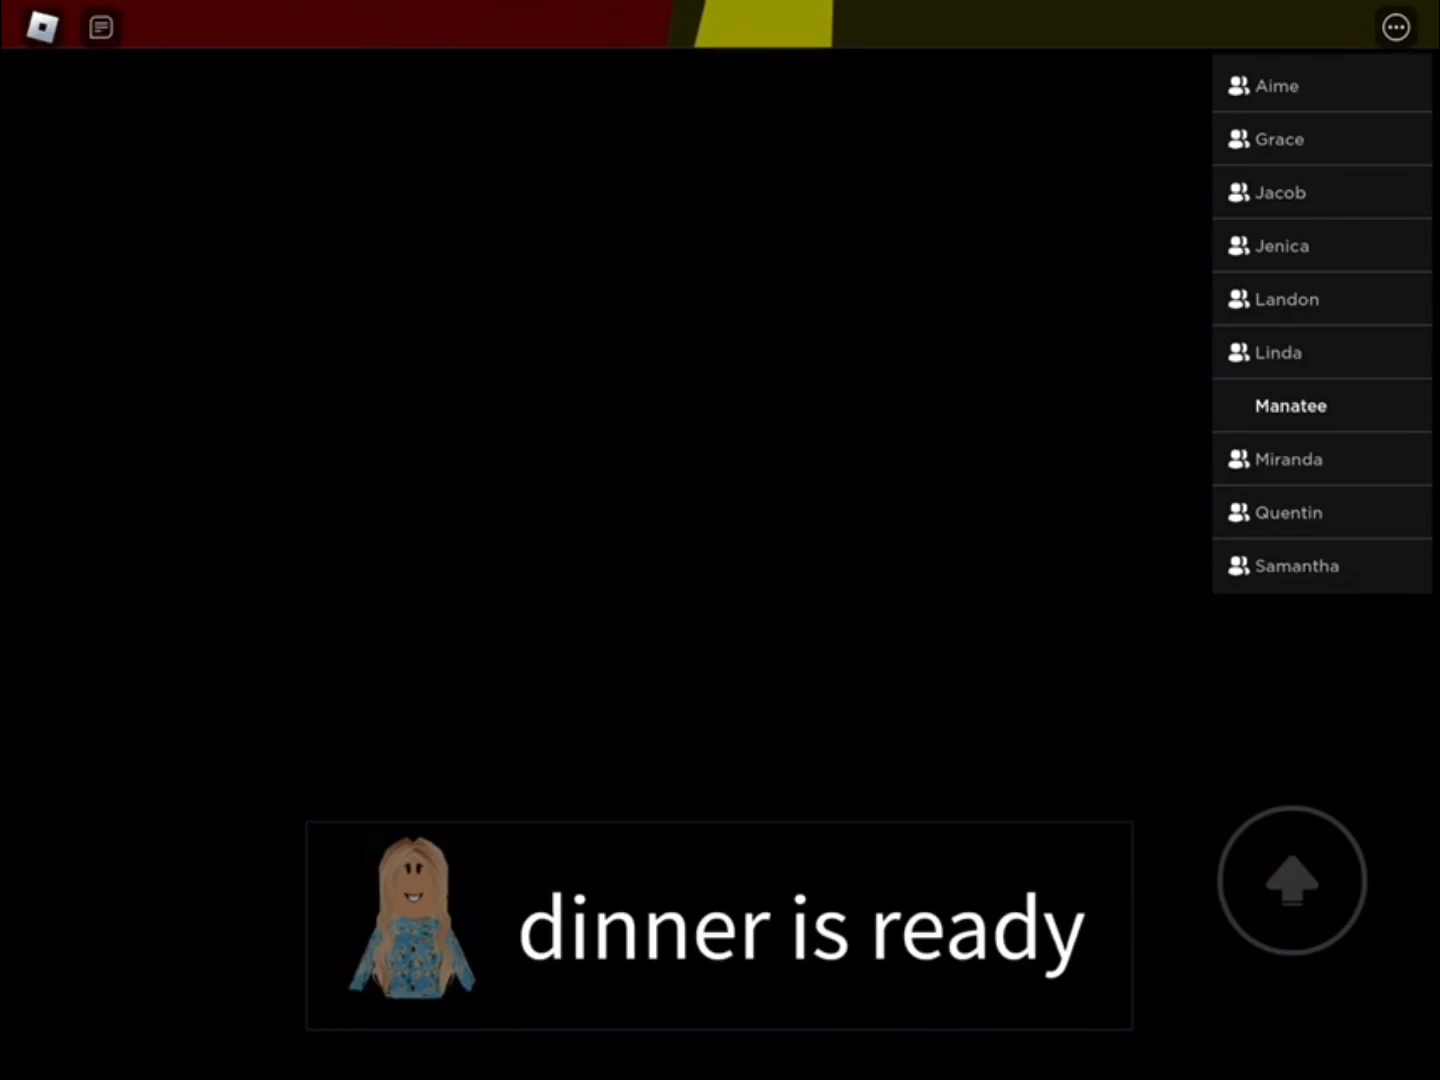 Aime
Grace
Jacob
Jenica
Landon
Linda
Manatee
Miranda
Quentin
Samantha
dinner is ready